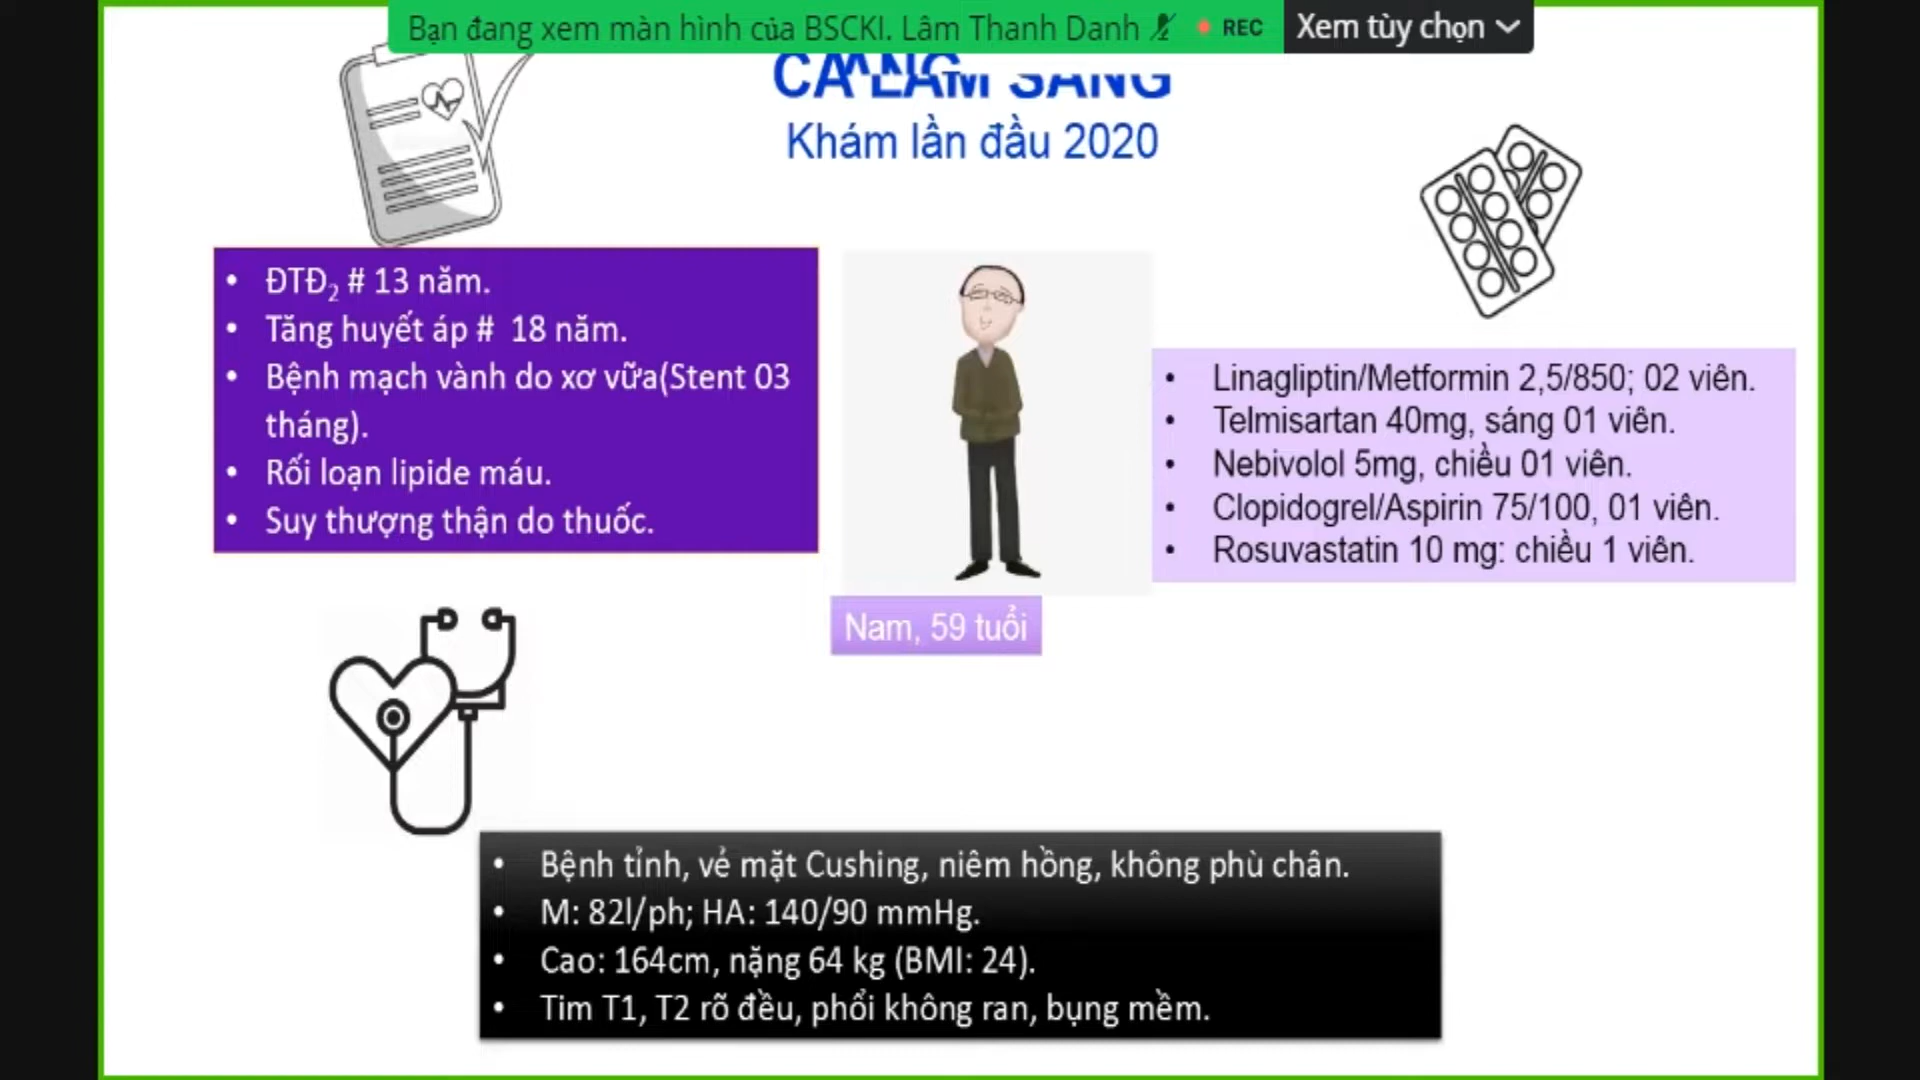 Bạn đang xem màn hình của BSCKI. Lâm Thanh Danh
REC
Xem tùy chọn
CA LÂM SÀNG
Khám lần đầu 2020
• ĐTĐ₂ # 13 năm.
• Tăng huyết áp # 18 năm.
• Bệnh mạch vành do xơ vữa(Stent 03
tháng).
• Rối loạn lipide máu.
• Suy thượng thận do thuốc.
• Linagliptin/Metformin 2,5/850; 02 viên.
• Telmisartan 40mg, sáng 01 viên.
• Nebivolol 5mg, chiều 01 viên.
• Clopidogrel/Aspirin 75/100, 01 viên.
• Rosuvastatin 10 mg: chiều 1 viên.
Nam, 59 tuổi
• Bệnh tỉnh, vẻ mặt Cushing, niêm hồng, không phù chân.
• M: 82l/ph; HA: 140/90 mmHg.
• Cao: 164cm, nặng 64 kg (BMI: 24).
• Tim T1, T2 rõ đều, phổi không ran, bụng mềm.